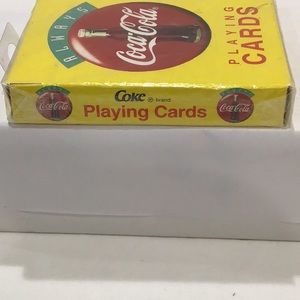 ALWAYS
Coca-Cola
PLAYING
CARDS
Coke ® brand
Playing Cards
Coca-Cola
Coca-Cola